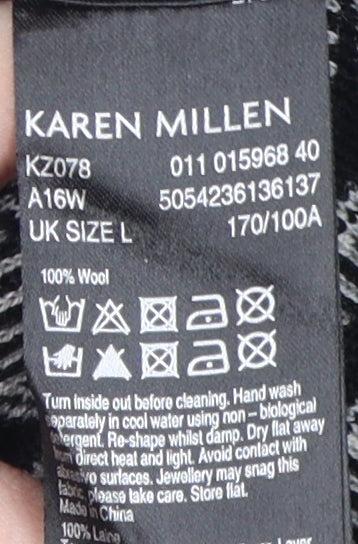 KAREN MILLEN
KZ078 011 015968 40
A16W 5054236136137
UK SIZE L 170/100A
100% Wool
Turn inside out before cleaning. Hand wash
separately in cool water using non – biological
detergent. Re-shape whilst damp. Dry flat away
from direct heat and light. Avoid contact with
abrasive surfaces. Jewellery may snag this
fabric, please take care. Store flat.
Made in China
100% Laine